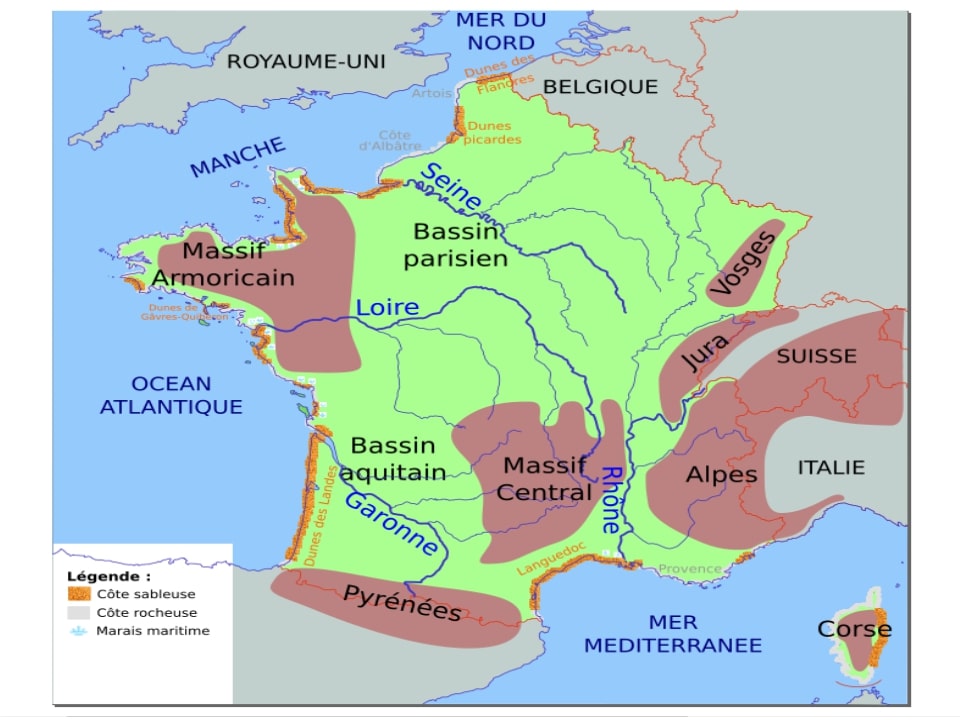 MER DU
NORD
ROYAUME-UNI
Dunes des
Flandres
BELGIQUE
Artois
Dunes
picardes
Côte
d'Albâtre
MANCHE
Seine
Bassin
parisien
Vosges
Massif
Armoricain
Dunes de
Gâvres-Quiberon
Loire
Jura
SUISSE
OCEAN
ATLANTIQUE
Bassin
aquitain
Massif
Central
Rhône
Alpes
ITALIE
Dunes des Landes
Garonne
Languedoc
Provence
Pyrénées
MER
MEDITERRANEE
Corse
Légende :
Côte sableuse
Côte rocheuse
Marais maritime